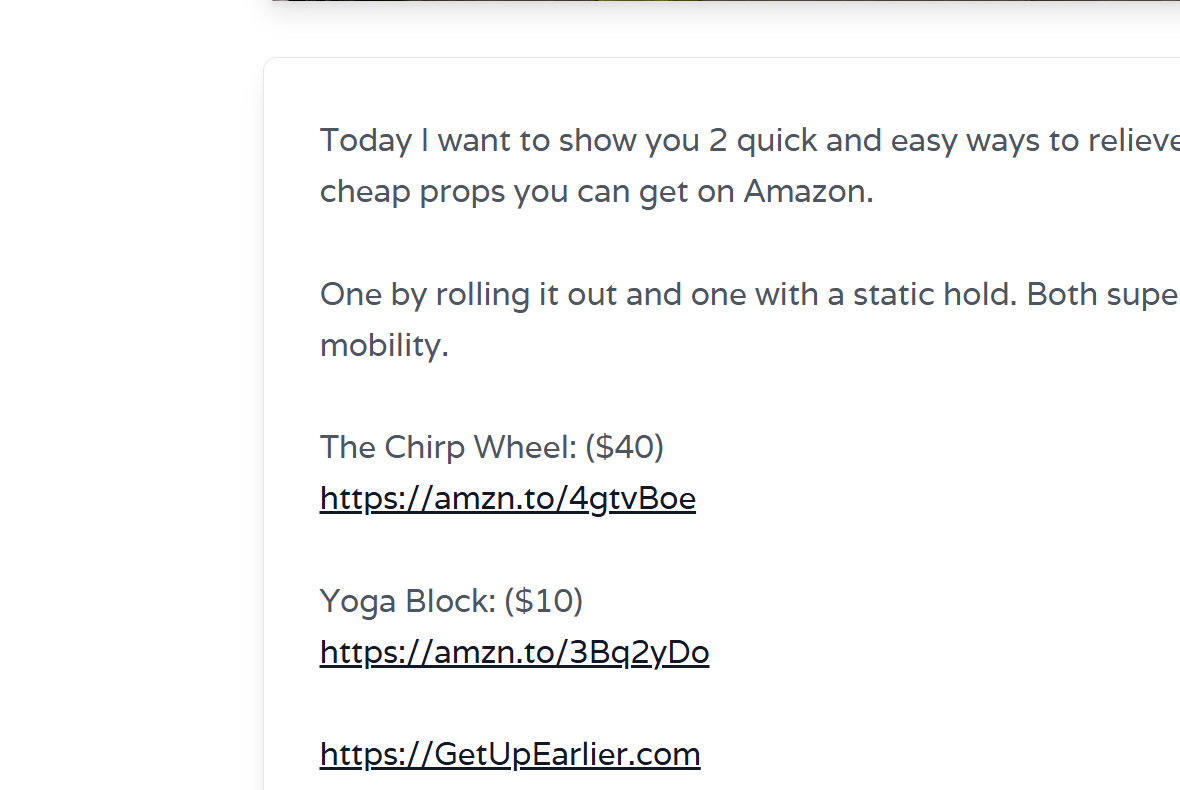 Today I want to show you 2 quick and easy ways to relieve
cheap props you can get on Amazon.
One by rolling it out and one with a static hold. Both supe
mobility.
The Chirp Wheel: ($40)
https://amzn.to/4gtvBoe
Yoga Block: ($10)
https://amzn.to/3Bq2yDo
https://GetUpEarlier.com